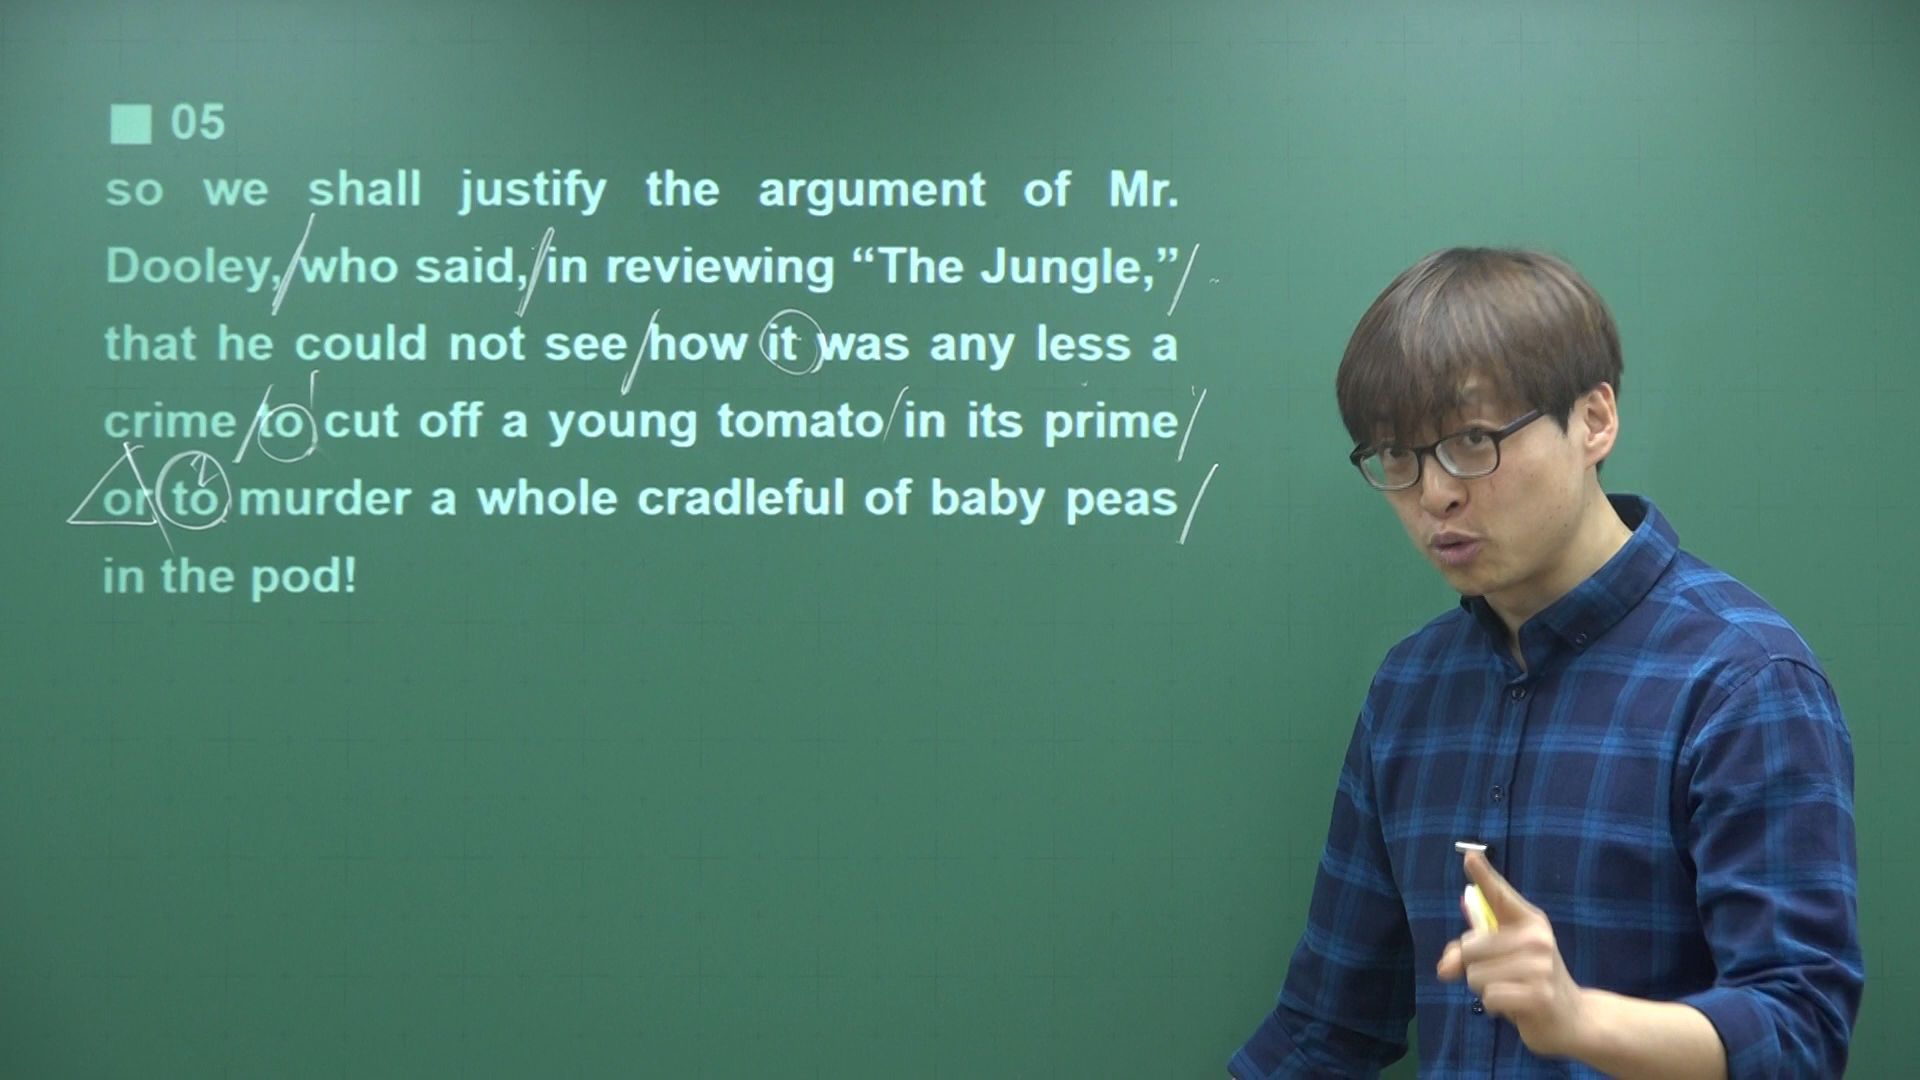 ■ 05
so we shall justify the argument of Mr.
Dooley, who said, in reviewing “The Jungle,”
that he could not see how it was any less a
crime to cut off a young tomato in its prime
or to murder a whole cradleful of baby peas
in the pod!